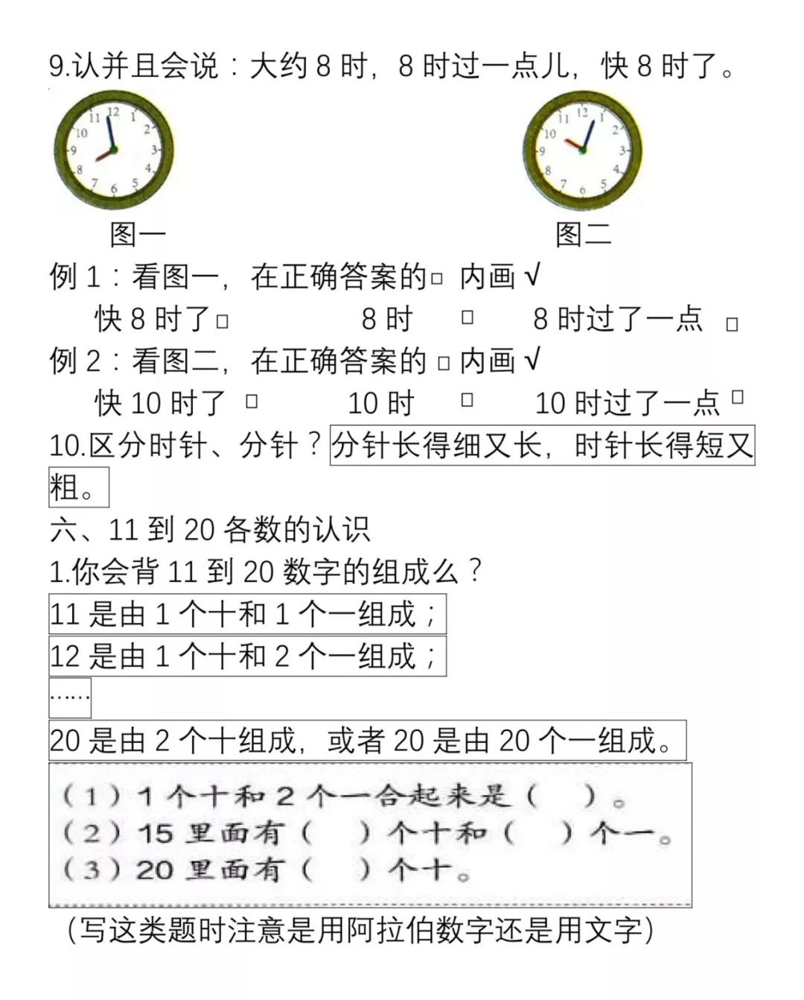 9.认并且会说：大约 8 时，8 时过一点儿，快 8 时了。
11 12 1
10 2
9 3
8 4
7 6 5
11 12 1
10 2
9 3
8 4
7 6 5
图一 图二
例 1：看图一，在正确答案的□ 内画 √
快 8 时了□ 8 时 □ 8 时过了一点 □
例 2：看图二，在正确答案的 □ 内画 √
快 10 时了 □ 10 时 □ 10 时过了一点 □
10.区分时针、分针？分针长得细又长，时针长得短又
粗。
六、11 到 20 各数的认识
1.你会背 11 到 20 数字的组成么？
11 是由 1 个十和 1 个一组成；
12 是由 1 个十和 2 个一组成；
……
20 是由 2 个十组成，或者 20 是由 20 个一组成。
（1）1 个十和 2 个一合起来是（ ）。
（2）15 里面有（ ）个十和（ ）个一。
（3）20 里面有（ ）个十。
（写这类题时注意是用阿拉伯数字还是用文字）